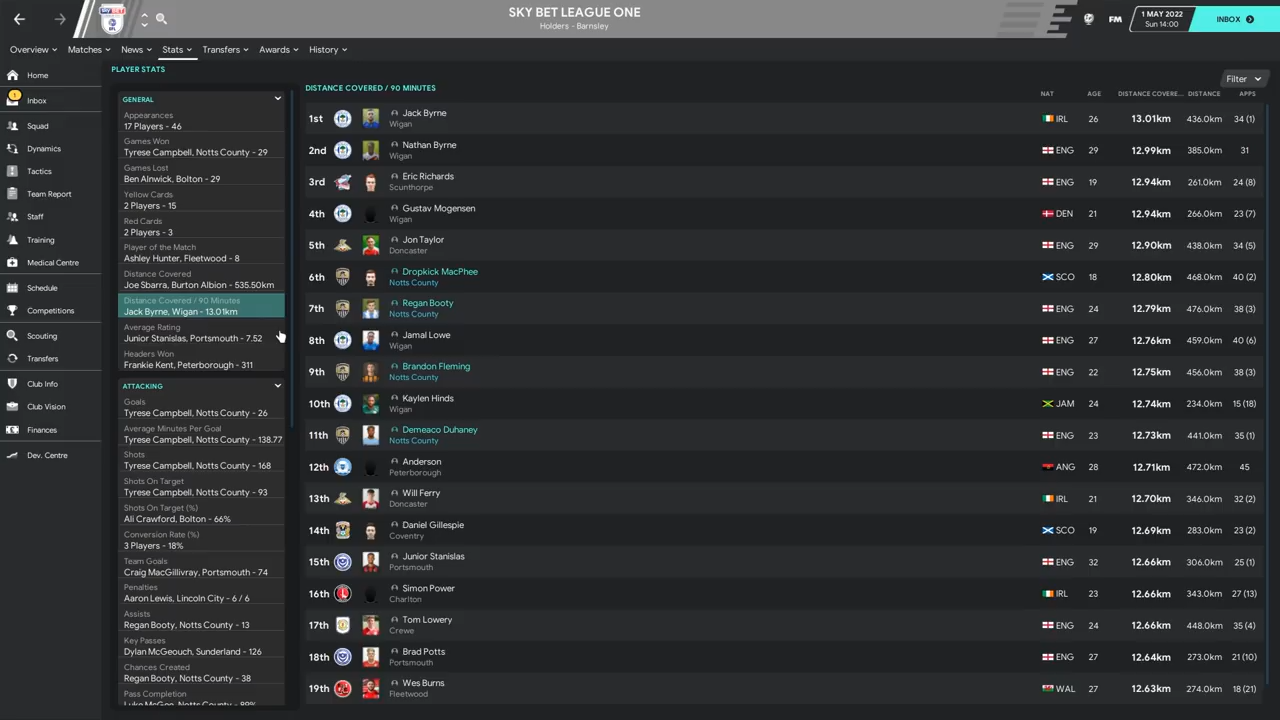 SKY BET LEAGUE ONE
Holders - Barnsley
1 MAY 2022
Sun 14:00
INBOX
FM
SKY BET
EFL
Overview Matches News Stats Transfers Awards History
Home
1
Inbox
Squad
Dynamics
Tactics
Team Report
Staff
Training
Medical Centre
Schedule
Competitions
Scouting
Transfers
Club Info
Club Vision
Finances
Dev. Centre
PLAYER STATS
GENERAL
Appearances
17 Players - 46
Games Won
Tyrese Campbell, Notts County - 29
Games Lost
Ben Alnwick, Bolton - 29
Yellow Cards
2 Players - 15
Red Cards
2 Players - 3
Player of the Match
Ashley Hunter, Fleetwood - 8
Distance Covered
Joe Sbarra, Burton Albion - 535.50km
Distance Covered / 90 Minutes
Jack Byrne, Wigan - 13.01km
Average Rating
Junior Stanislas, Portsmouth - 7.52
Headers Won
Frankie Kent, Peterborough - 311
ATTACKING
Goals
Tyrese Campbell, Notts County - 26
Average Minutes Per Goal
Tyrese Campbell, Notts County - 138.77
Shots
Tyrese Campbell, Notts County - 168
Shots On Target
Tyrese Campbell, Notts County - 93
Shots On Target (%)
Ali Crawford, Bolton - 66%
Conversion Rate (%)
3 Players - 18%
Team Goals
Craig MacGillivray, Portsmouth - 74
Penalties
Aaron Lewis, Lincoln City - 6 / 6
Assists
Regan Booty, Notts County - 13
Key Passes
Dylan McGeouch, Sunderland - 126
Chances Created
Regan Booty, Notts County - 38
Pass Completion
Luke McGee, Notts County - 89%
DISTANCE COVERED / 90 MINUTES
Filter
NAT AGE DISTANCE COVERE... DISTANCE APPS
1st Jack Byrne IRL 26 13.01km 436.0km 34 (1)
Wigan
2nd Nathan Byrne ENG 29 12.99km 385.0km 31
Wigan
3rd Eric Richards ENG 19 12.94km 261.0km 24 (8)
Scunthorpe
4th Gustav Mogensen DEN 21 12.94km 266.0km 23 (7)
Wigan
5th Jon Taylor ENG 29 12.90km 438.0km 34 (5)
Doncaster
6th Dropkick MacPhee SCO 18 12.80km 468.0km 40 (2)
Notts County
7th Regan Booty ENG 24 12.79km 476.0km 38 (3)
Notts County
8th Jamal Lowe ENG 27 12.76km 459.0km 40 (6)
Wigan
9th Brandon Fleming ENG 22 12.75km 456.0km 38 (3)
Notts County
10th Kaylen Hinds JAM 24 12.74km 234.0km 15 (18)
Wigan
11th Demeaco Duhaney ENG 23 12.73km 441.0km 35 (1)
Notts County
12th Anderson ANG 28 12.71km 472.0km 45
Peterborough
13th Will Ferry IRL 21 12.70km 346.0km 32 (2)
Doncaster
14th Daniel Gillespie SCO 19 12.69km 283.0km 23 (2)
Coventry
15th Junior Stanislas ENG 32 12.66km 306.0km 25 (1)
Portsmouth
16th Simon Power IRL 24 12.66km 343.0km 27 (13)
Charlton
17th Tom Lowery ENG 24 12.66km 448.0km 35 (4)
Crewe
18th Brad Potts ENG 27 12.64km 273.0km 21 (10)
Portsmouth
19th Wes Burns WAL 27 12.63km 274.0km 18 (21)
Fleetwood